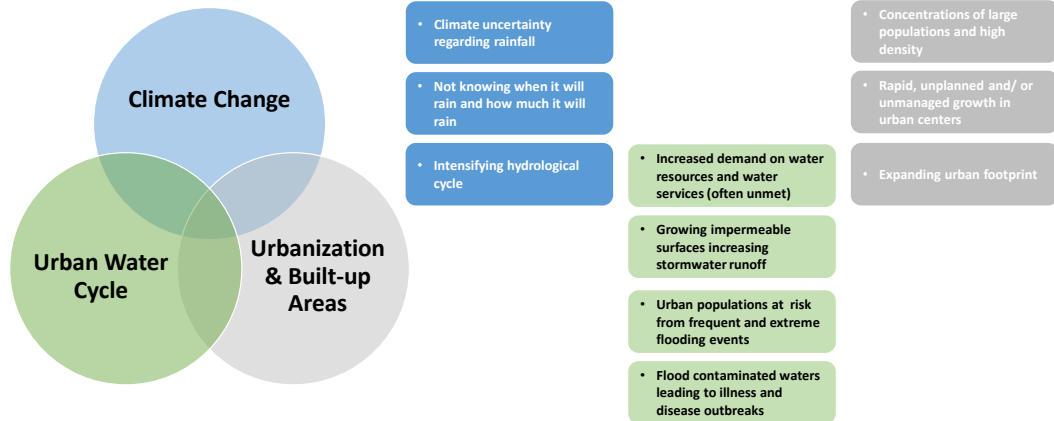 Climate Change
Urban Water
Cycle
Urbanization
& Built-up
Areas
• Climate uncertainty
regarding rainfall
• Not knowing when it will
rain and how much it will
rain
• Intensifying hydrological
cycle
• Increased demand on water
resources and water
services (often unmet)
• Growing impermeable
surfaces increasing
stormwater runoff
• Urban populations at risk
from frequent and extreme
flooding events
• Flood contaminated waters
leading to illness and
disease outbreaks
• Concentrations of large
populations and high
density
• Rapid, unplanned and/ or
unmanaged growth in
urban centers
• Expanding urban footprint